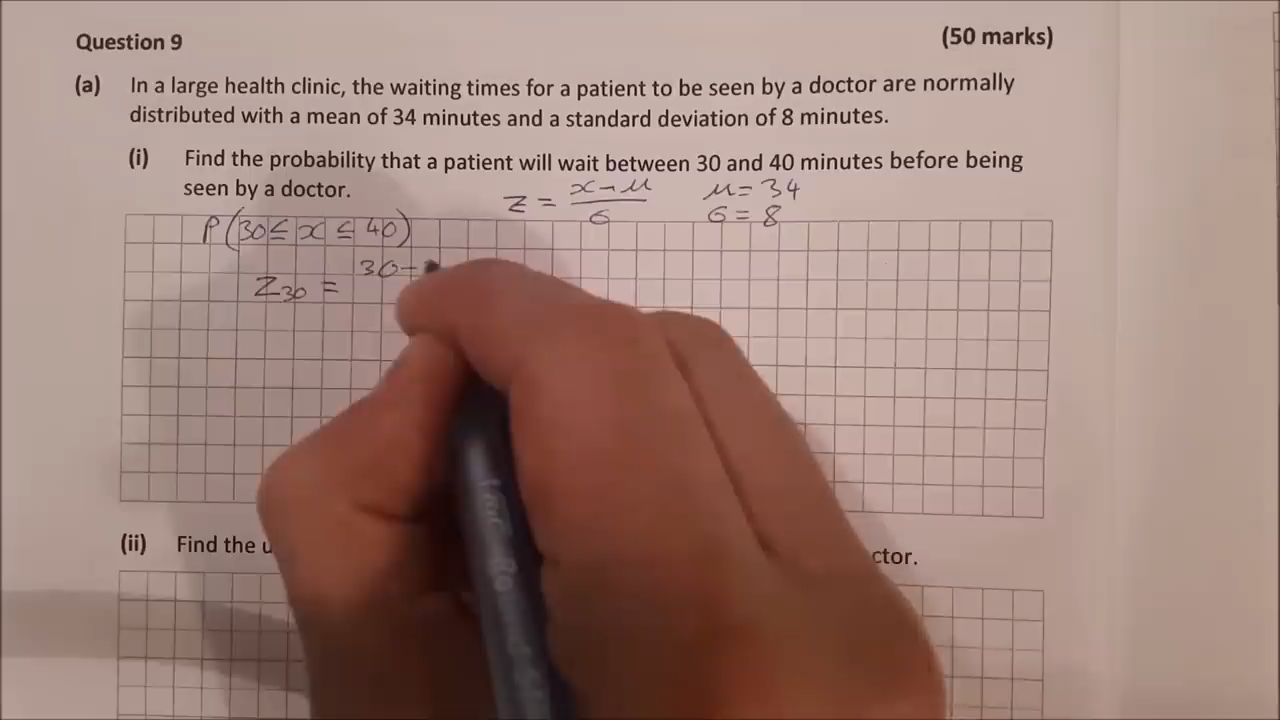 Question 9
(50 marks)
(a) In a large health clinic, the waiting times for a patient to be seen by a doctor are normally
distributed with a mean of 34 minutes and a standard deviation of 8 minutes.
(i) Find the probability that a patient will wait between 30 and 40 minutes before being
seen by a doctor.
z = x-μ/σ
μ = 34
σ = 8
P(30 ≤ x ≤ 40)
Z30 = 30-
(ii) Find the
ctor.